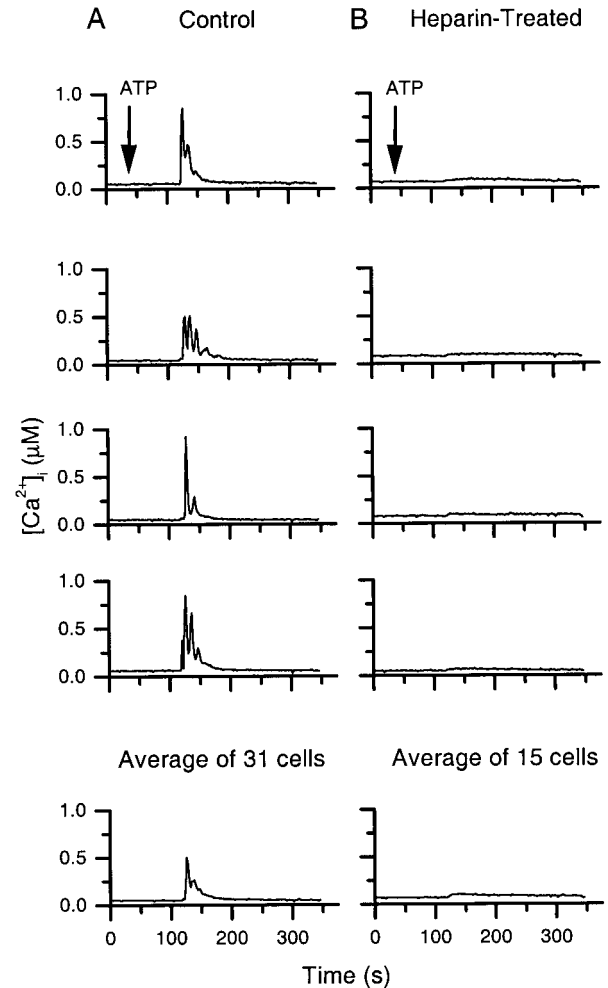 A Control B Heparin-Treated
ATP ATP
1.0
0.5
0.0
1.0
0.5
0.0
1.0
0.5
0.0
1.0
0.5
0.0
[Ca²⁺]ᵢ (μM)
Average of 31 cells Average of 15 cells
1.0
0.5
0.0
0 100 200 300 0 100 200 300
Time (s)